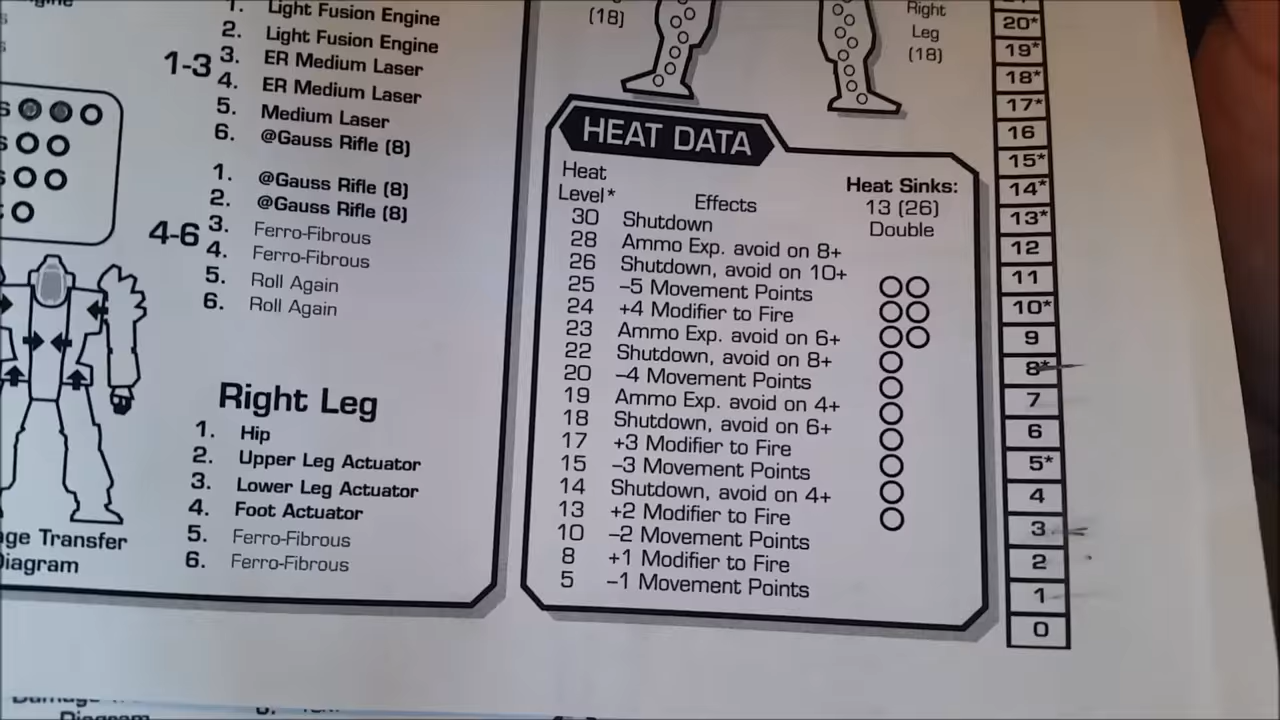 1. Light Fusion Engine
2. Light Fusion Engine
1-3
3. ER Medium Laser
4. ER Medium Laser
5. Medium Laser
6. @Gauss Rifle (8)
1. @Gauss Rifle (8)
2. @Gauss Rifle (8)
4-6
3. Ferro-Fibrous
4. Ferro-Fibrous
5. Roll Again
6. Roll Again
Right Leg
1. Hip
2. Upper Leg Actuator
3. Lower Leg Actuator
4. Foot Actuator
5. Ferro-Fibrous
6. Ferro-Fibrous
age Transfer
Diagram
(18)
Right
Leg
(18)
HEAT DATA
Heat
Level* Effects
30 Shutdown
28 Ammo Exp. avoid on 8+
26 Shutdown, avoid on 10+
25 –5 Movement Points
24 +4 Modifier to Fire
23 Ammo Exp. avoid on 6+
22 Shutdown, avoid on 8+
20 –4 Movement Points
19 Ammo Exp. avoid on 4+
18 Shutdown, avoid on 6+
17 +3 Modifier to Fire
15 –3 Movement Points
14 Shutdown, avoid on 4+
13 +2 Modifier to Fire
10 –2 Movement Points
8 +1 Modifier to Fire
5 –1 Movement Points
Heat Sinks:
13 (26)
Double
20*
19*
18*
17*
16
15*
14*
13*
12
11
10*
9
8*
7
6
5*
4
3
2
1
0
Diagram